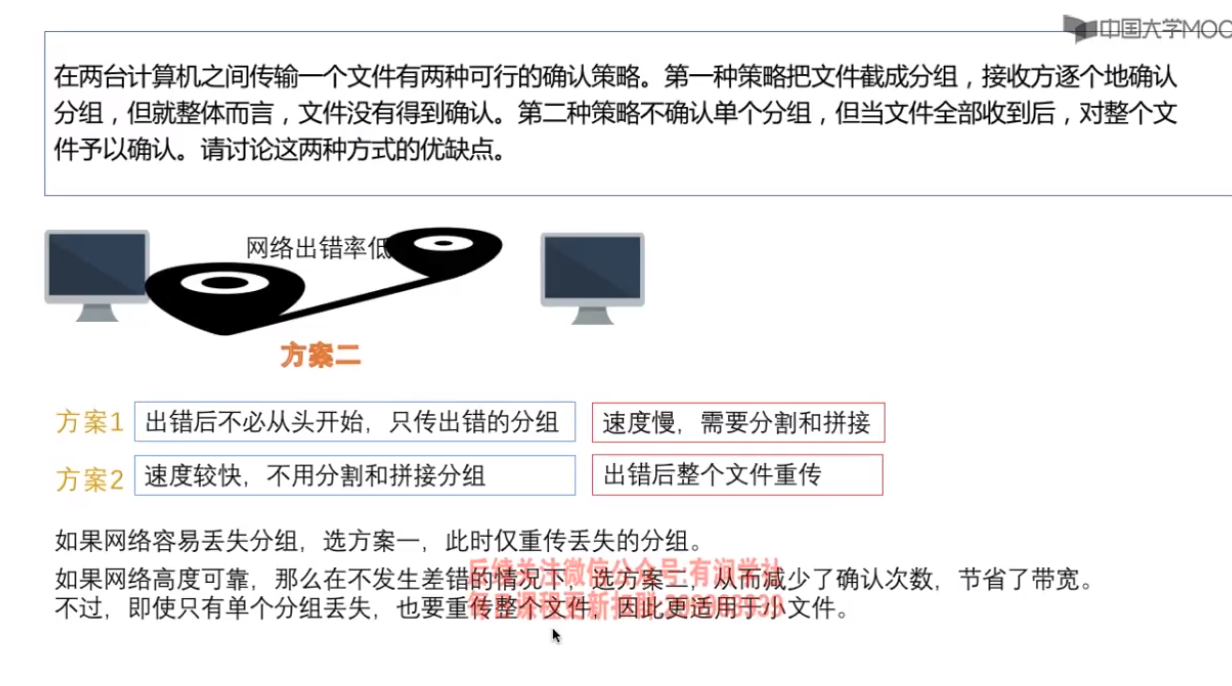 中国大学MOO
在两台计算机之间传输一个文件有两种可行的确认策略。第一种策略把文件截成分组，接收方逐个地确认
分组，但就整体而言，文件没有得到确认。第二种策略不确认单个分组，但当文件全部收到后，对整个文
件予以确认。请讨论这两种方式的优缺点。
网络出错率低
方案二
方案1 出错后不必从头开始，只传出错的分组 速度慢，需要分割和拼接
方案2 速度较快，不用分割和拼接分组 出错后整个文件重传
如果网络容易丢失分组，选方案一，此时仅重传丢失的分组。
后续关注微信公众号:有润学社
如果网络高度可靠，那么在不发生差错的情况下，选方案二，从而减少了确认次数，节省了带宽。
不过，即使只有单个分组丢失，也要重传整个文件，因此更适用于小文件。